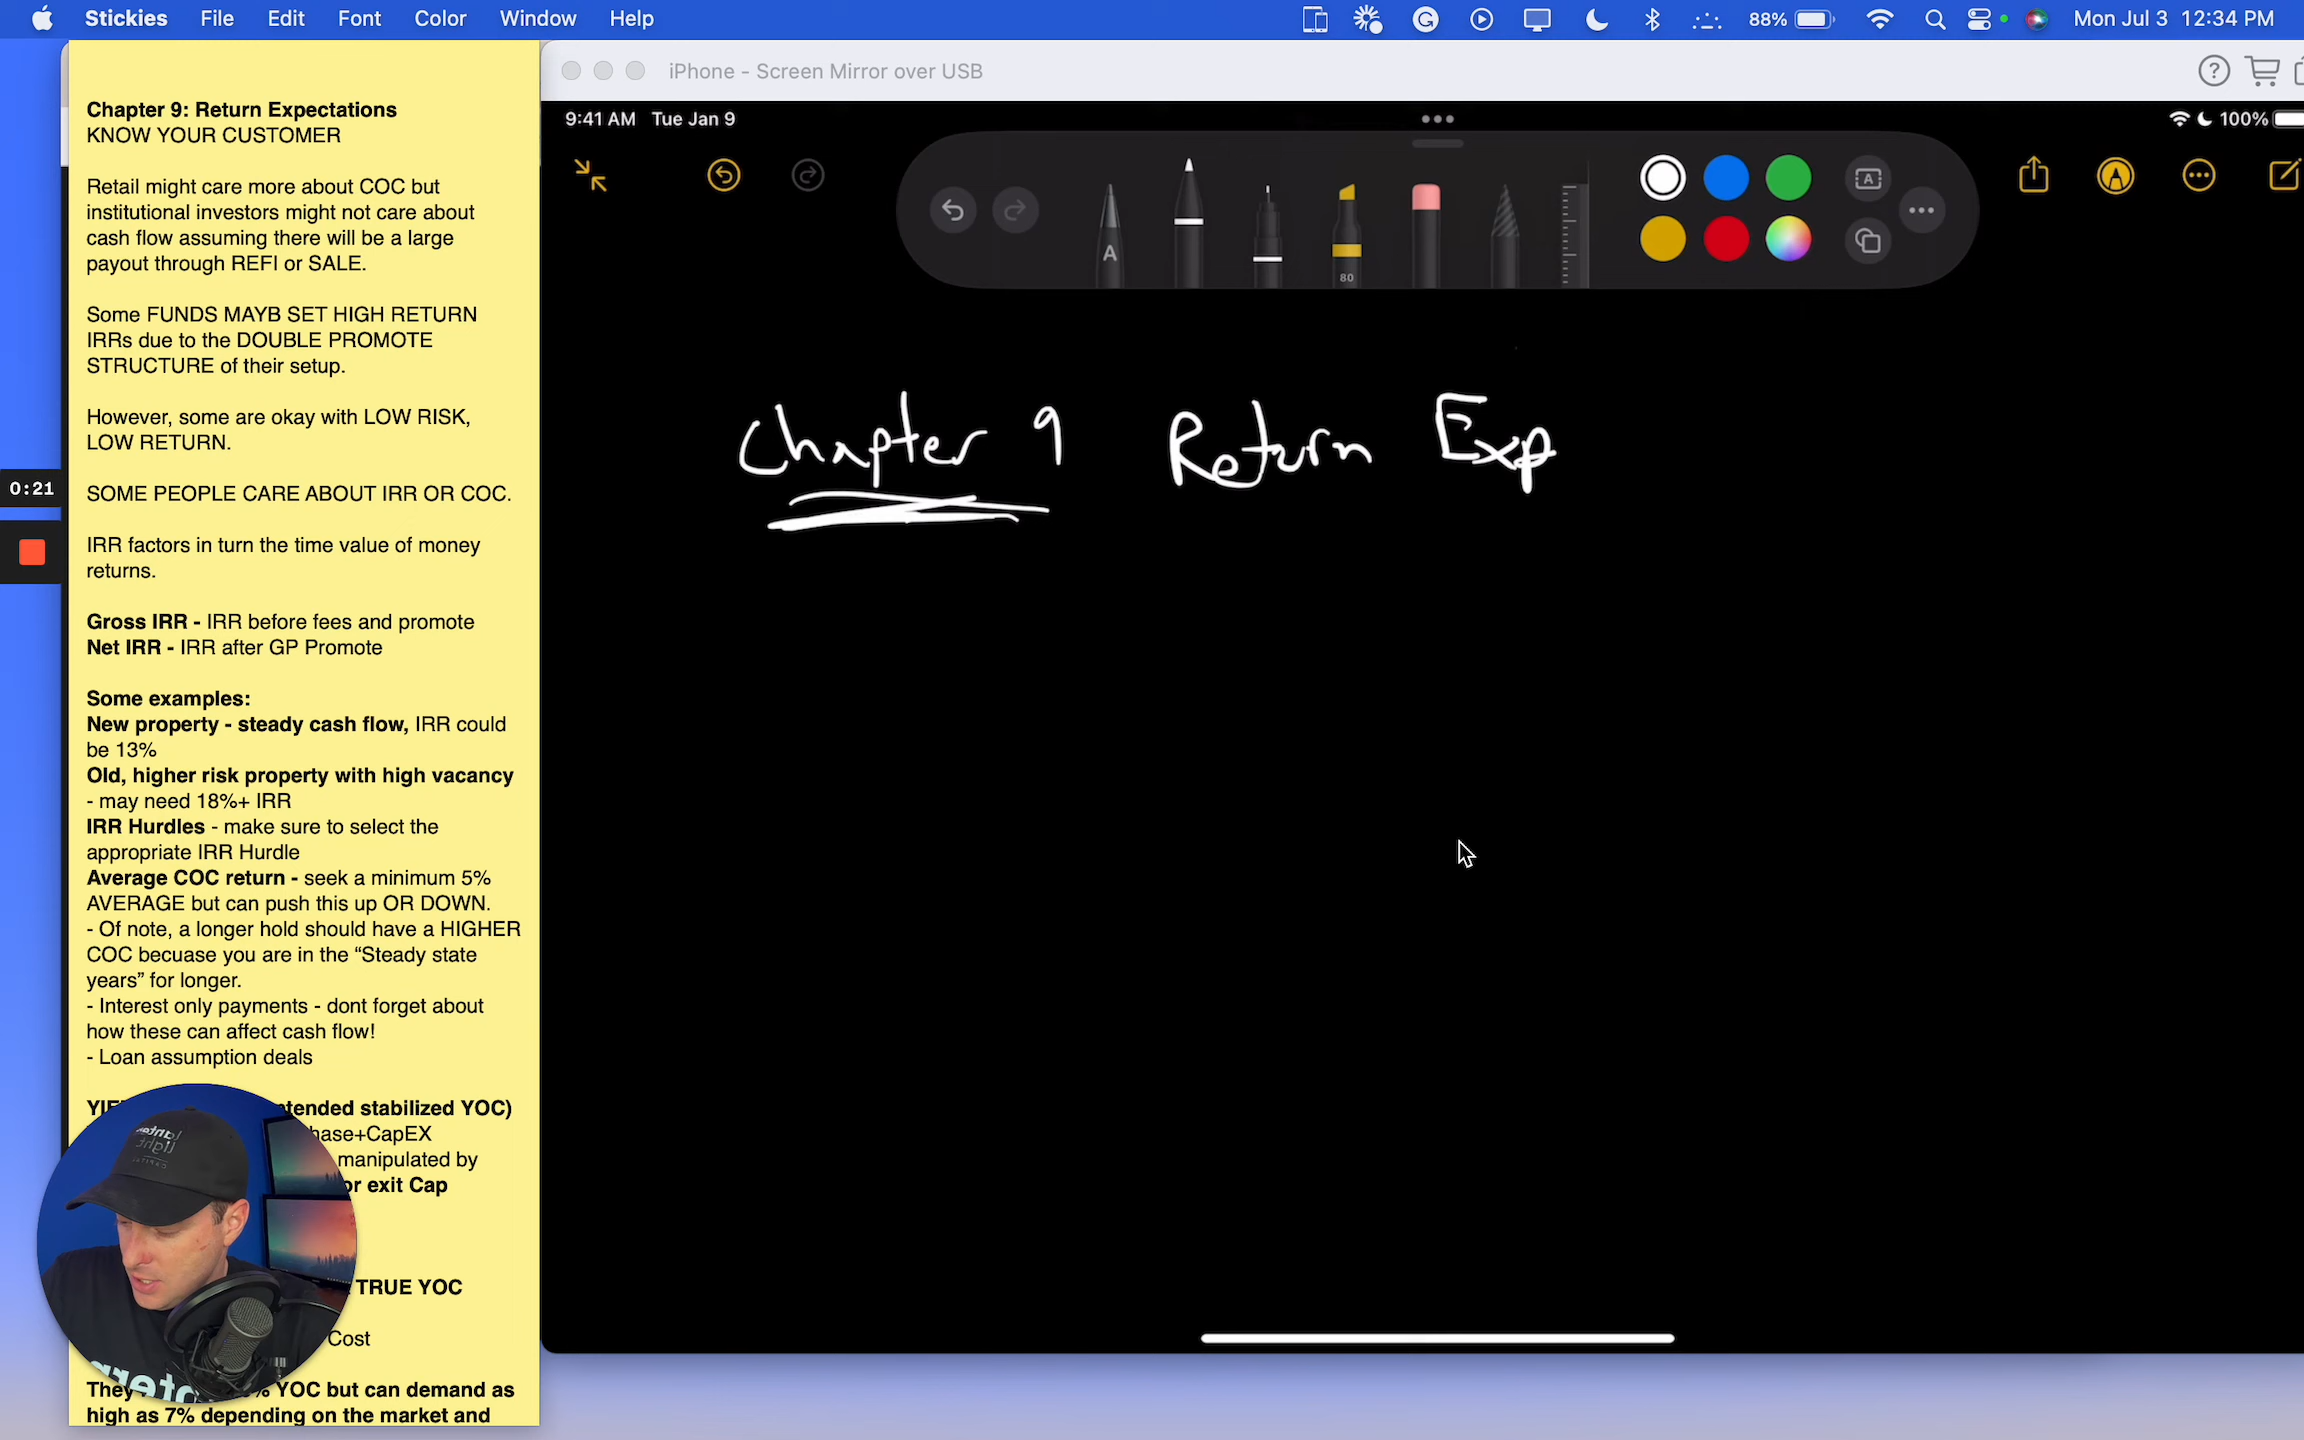 Stickies File Edit Font Color Window Help 88% Mon Jul 3 12:34 PM
Chapter 9: Return Expectations
KNOW YOUR CUSTOMER
Retail might care more about COC but
institutional investors might not care about
cash flow assuming there will be a large
payout through REFI or SALE.
Some FUNDS MAYB SET HIGH RETURN
IRRs due to the DOUBLE PROMOTE
STRUCTURE of their setup.
However, some are okay with LOW RISK,
LOW RETURN.
SOME PEOPLE CARE ABOUT IRR OR COC.
IRR factors in turn the time value of money
returns.
Gross IRR - IRR before fees and promote
Net IRR - IRR after GP Promote
Some examples:
New property - steady cash flow, IRR could
be 13%
Old, higher risk property with high vacancy
- may need 18%+ IRR
IRR Hurdles - make sure to select the
appropriate IRR Hurdle
Average COC return - seek a minimum 5%
AVERAGE but can push this up OR DOWN.
- Of note, a longer hold should have a HIGHER
COC becuase you are in the “Steady state
years” for longer.
- Interest only payments - dont forget about
how these can affect cash flow!
- Loan assumption deals
stabilized YOC)
+CapEX
manipulated by
or exit Cap
TRUE YOC
Cost
They % YOC but can demand as
high as 7% depending on the market and
0:21
iPhone - Screen Mirror over USB
9:41 AM Tue Jan 9 100%
A 80 A
Chapter 9 Return Exp